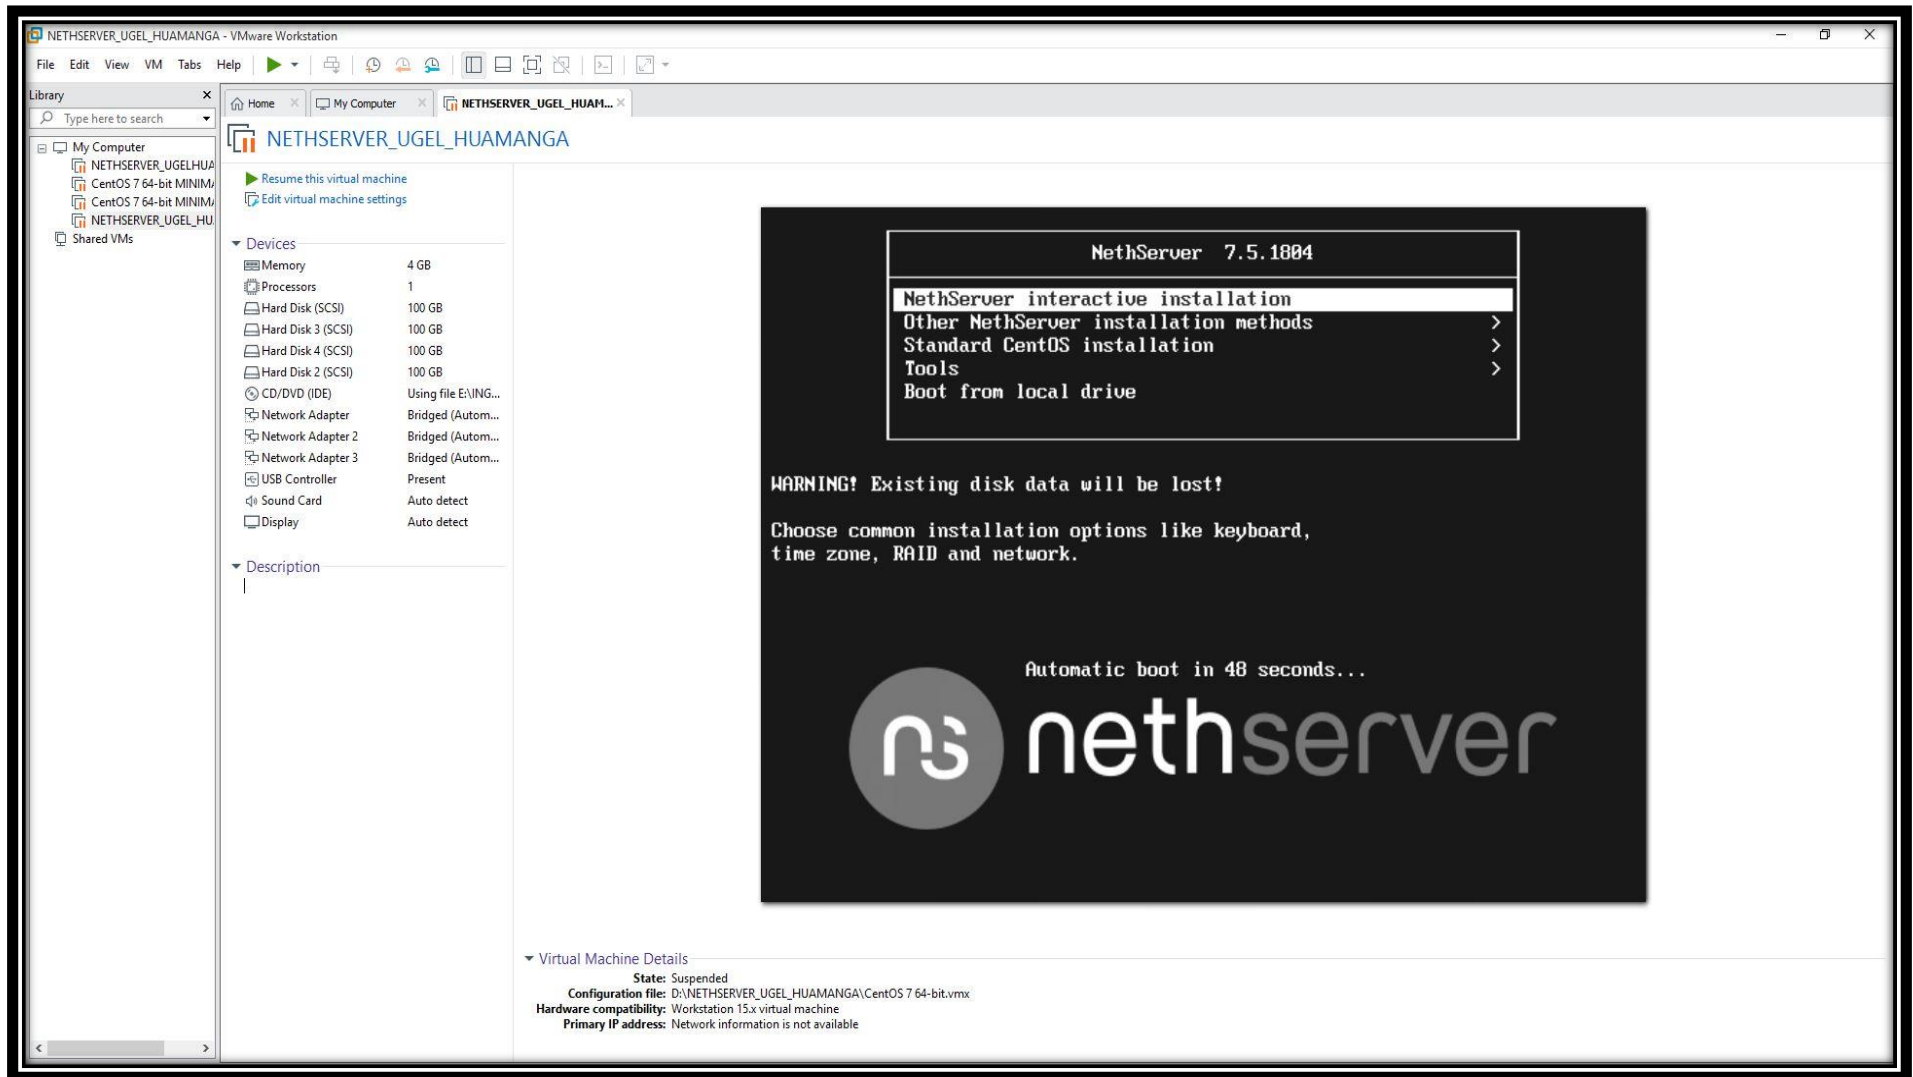 NETHSERVER_UGEL_HUAMANGA - VMware Workstation
File Edit View VM Tabs Help
Library
Type here to search
My Computer
NETHSERVER_UGELHUA
CentOS 7 64-bit MINIM
CentOS 7 64-bit MINIM
NETHSERVER_UGEL_HU
Shared VMs
Home My Computer NETHSERVER_UGEL_HUAM...
NETHSERVER_UGEL_HUAMANGA
Resume this virtual machine
Edit virtual machine settings
Devices
Memory 4 GB
Processors 1
Hard Disk (SCSI) 100 GB
Hard Disk 3 (SCSI) 100 GB
Hard Disk 4 (SCSI) 100 GB
Hard Disk 2 (SCSI) 100 GB
CD/DVD (IDE) Using file E:\ING...
Network Adapter Bridged (Autom...
Network Adapter 2 Bridged (Autom...
Network Adapter 3 Bridged (Autom...
USB Controller Present
Sound Card Auto detect
Display Auto detect
Description
NethServer 7.5.1804
NethServer interactive installation
Other NethServer installation methods >
Standard CentOS installation >
Tools >
Boot from local drive
WARNING! Existing disk data will be lost!
Choose common installation options like keyboard,
time zone, RAID and network.
Automatic boot in 48 seconds...
ns nethserver
Virtual Machine Details
State: Suspended
Configuration file: D:\NETHSERVER_UGEL_HUAMANGA\CentOS 7 64-bit.vmx
Hardware compatibility: Workstation 15.x virtual machine
Primary IP address: Network information is not available